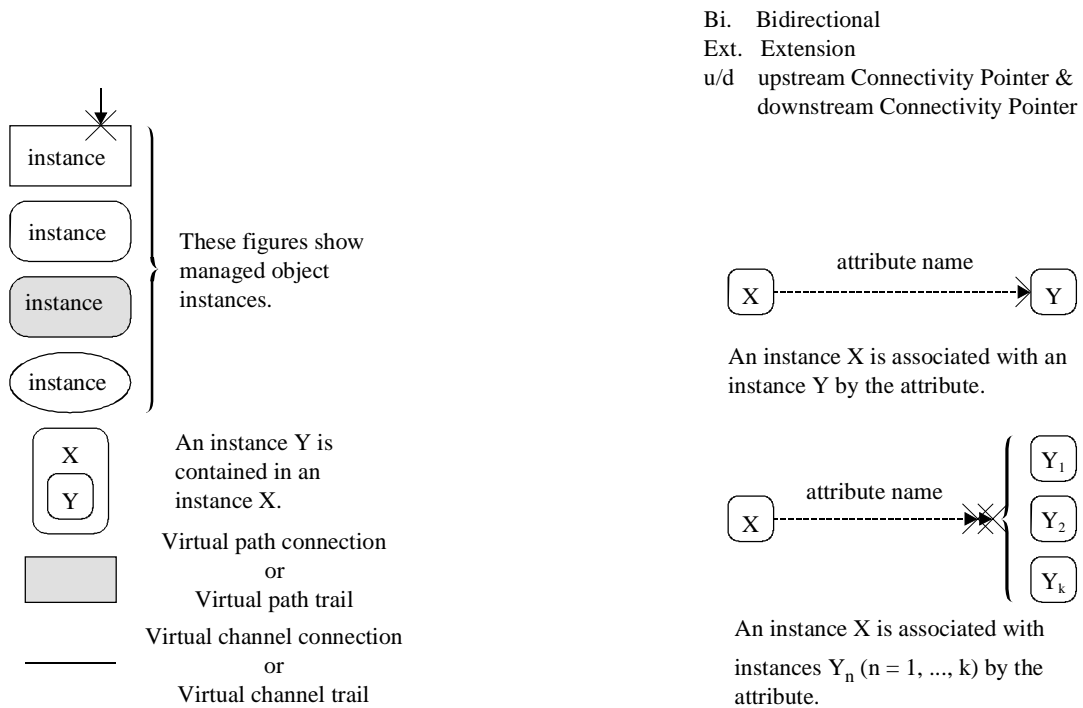 Bi. Bidirectional
Ext. Extension
u/d upstream Connectivity Pointer &
downstream Connectivity Pointer
instance
instance
instance
instance
These figures show
managed object
instances.
X
Y
An instance Y is
contained in an
instance X.
Virtual path connection
or
Virtual path trail
Virtual channel connection
or
Virtual channel trail
attribute name
X
Y
An instance X is associated with an
instance Y by the attribute.
attribute name
X
Y1
Y2
Yk
An instance X is associated with
instances Yn (n = 1, ..., k) by the
attribute.